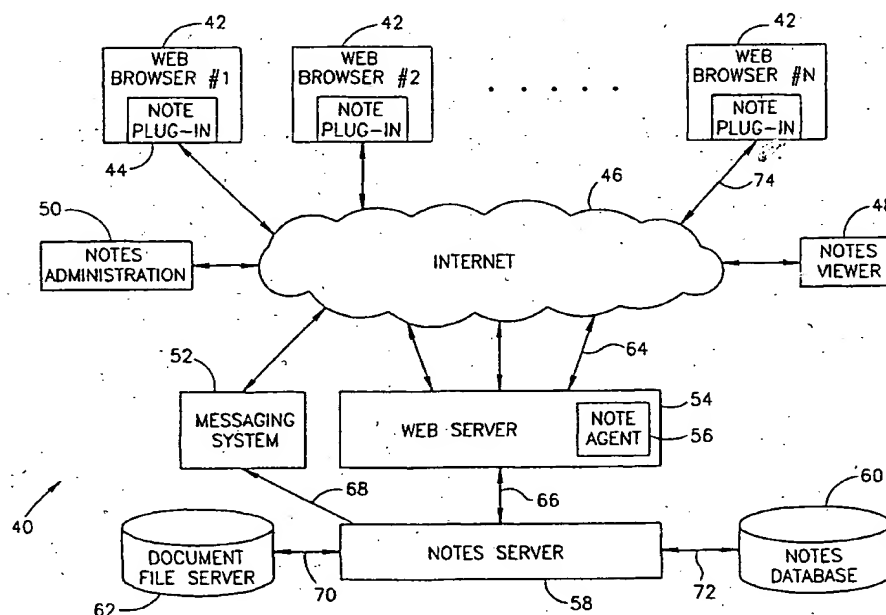 42
42
42
WEB
BROWSER #1
WEB
BROWSER #2
WEB
BROWSER #N
NOTE
PLUG-IN
NOTE
PLUG-IN
NOTE
PLUG-IN
44
46
74
50
48
NOTES
ADMINISTRATION
INTERNET
NOTES
VIEWER
52
64
54
MESSAGING
SYSTEM
WEB SERVER
NOTE
AGENT
56
60
68
66
40
DOCUMENT
FILE SERVER
NOTES SERVER
NOTES
DATABASE
62
70
58
72